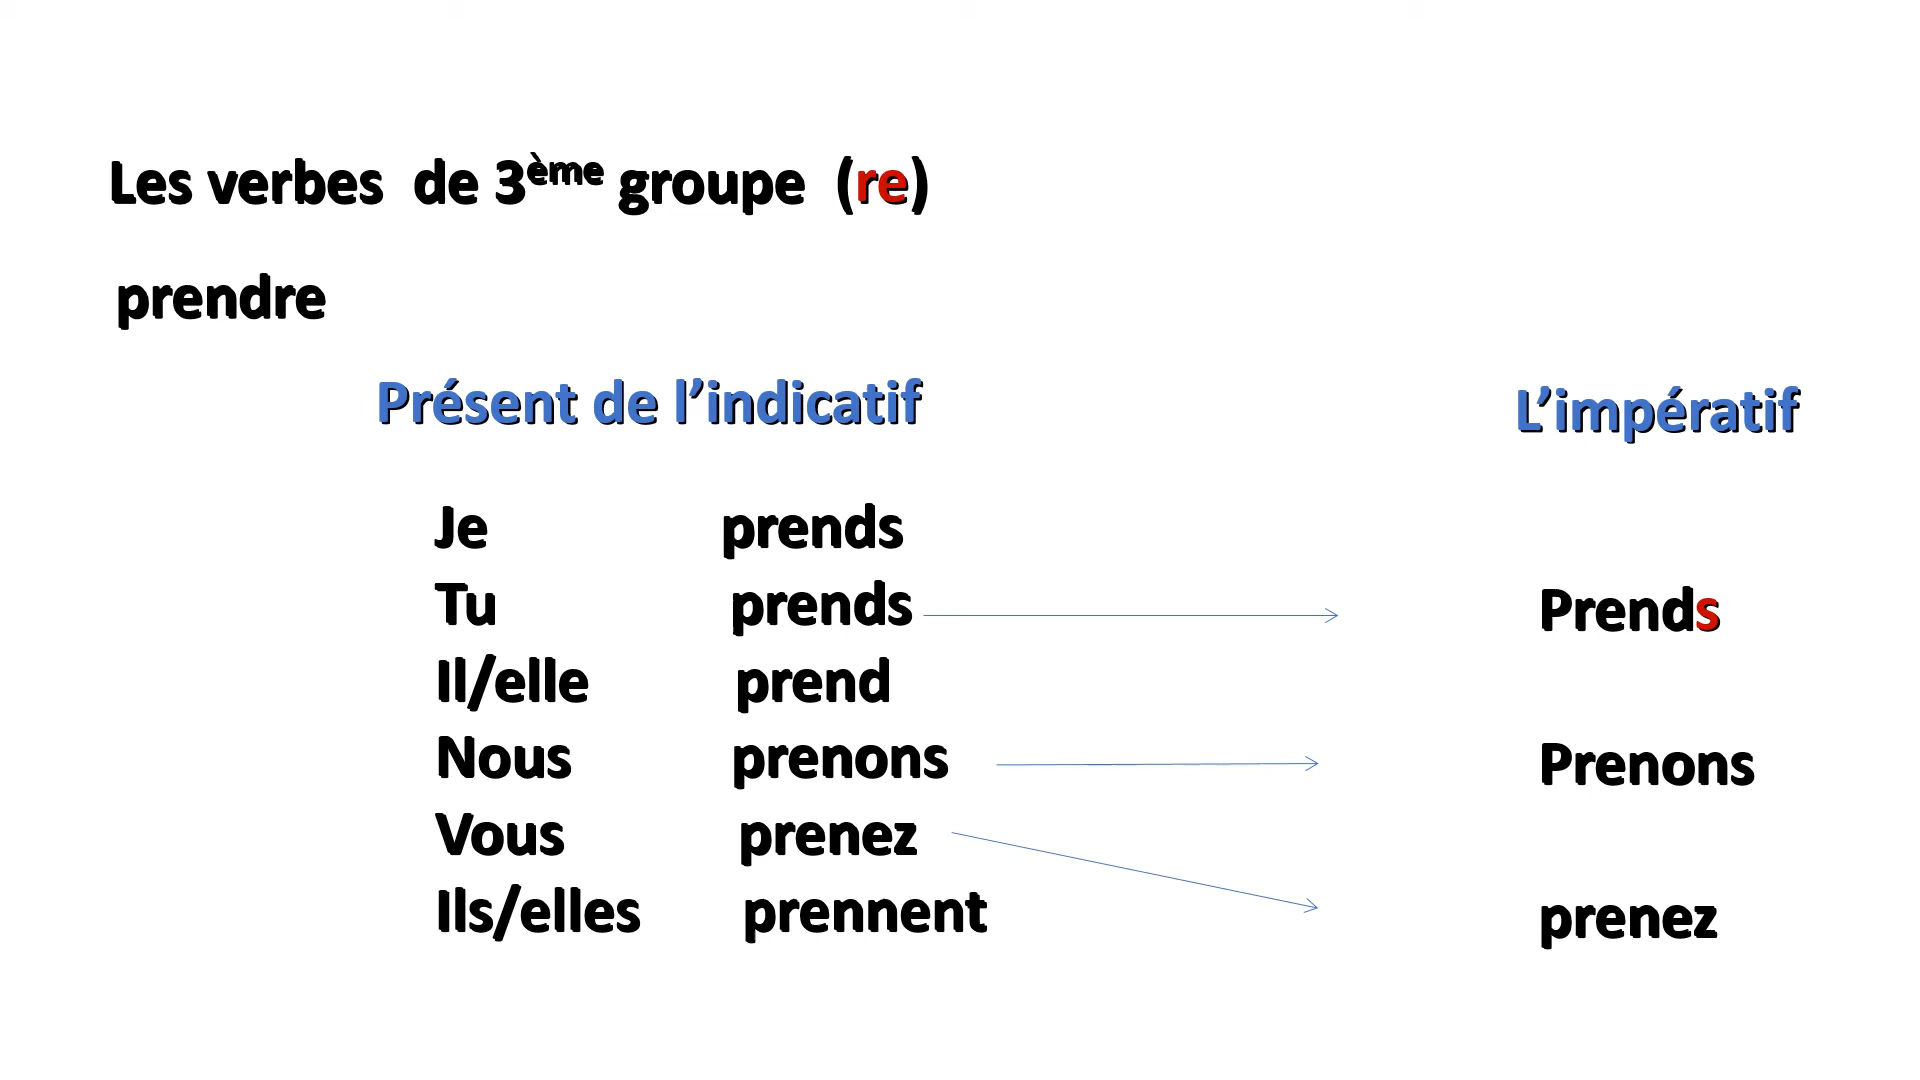 Les verbes de 3ème groupe (re)
prendre
Présent de l’indicatif L’impératif
Je prends
Tu prends Prends
Il/elle prend
Nous prenons Prenons
Vous prenez
Ils/elles prennent prenez